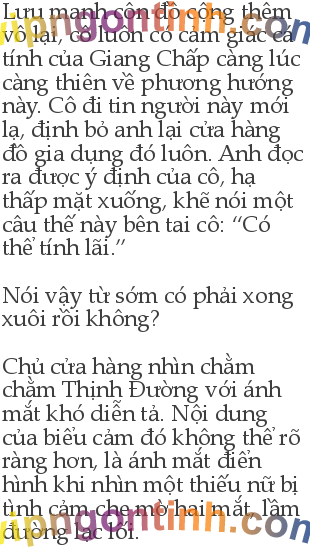 Lưu manh côn đồ cộng thêm
vô lại, cô luôn có cảm giác cá
tính của Giang Chấp càng lúc
càng thiên về phương hướng
này. Cô đi tin người này mới
lạ, định bỏ anh lại cửa hàng
đồ gia dụng đó luôn. Anh đọc
ra được ý định của cô, hạ
thấp mặt xuống, khẽ nói một
câu thế này bên tai cô: “Có
thể tính lãi.”
Nói vậy từ sớm có phải xong
xuôi rồi không?
Chủ cửa hàng nhìn chằm
chằm Thịnh Đường với ánh
mắt khó diễn tả. Nội dung
của biểu cảm đó không thể rõ
ràng hơn, là ánh mắt điển
hình khi nhìn một thiếu nữ bị
tình cảm che mờ hai mắt, lầm
đường lạc lối.
vipngontinh.com
vipngontinh.com